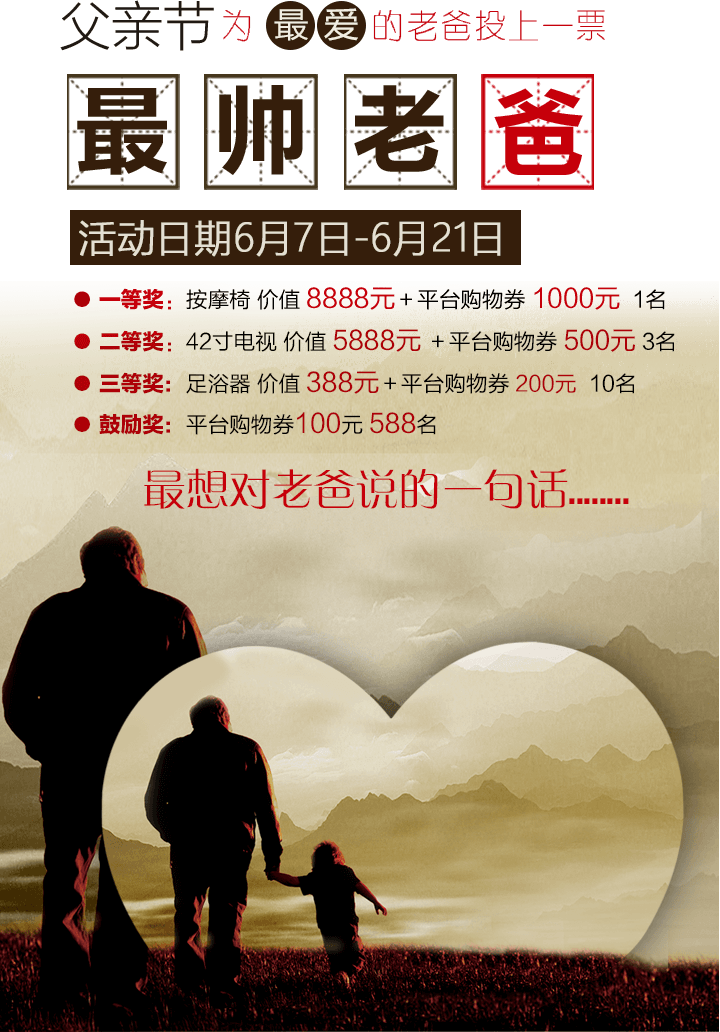 父亲节为最爱的老爸投上一票
最帅老爸
活动日期6月7日-6月21日
● 一等奖：按摩椅 价值 8888元+平台购物券 1000元 1名
● 二等奖：42寸电视 价值 5888元 +平台购物券 500元 3名
● 三等奖：足浴器 价值 388元+平台购物券 200元 10名
● 鼓励奖：平台购物券100元 588名
最想对老爸说的一句话........